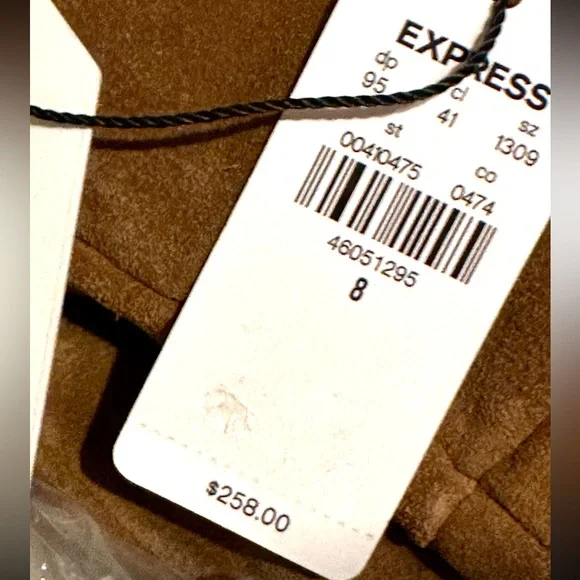 EXPRESS
dp cl sz
95 41 1309
st co
00410475 0474
46051295
8
$258.00